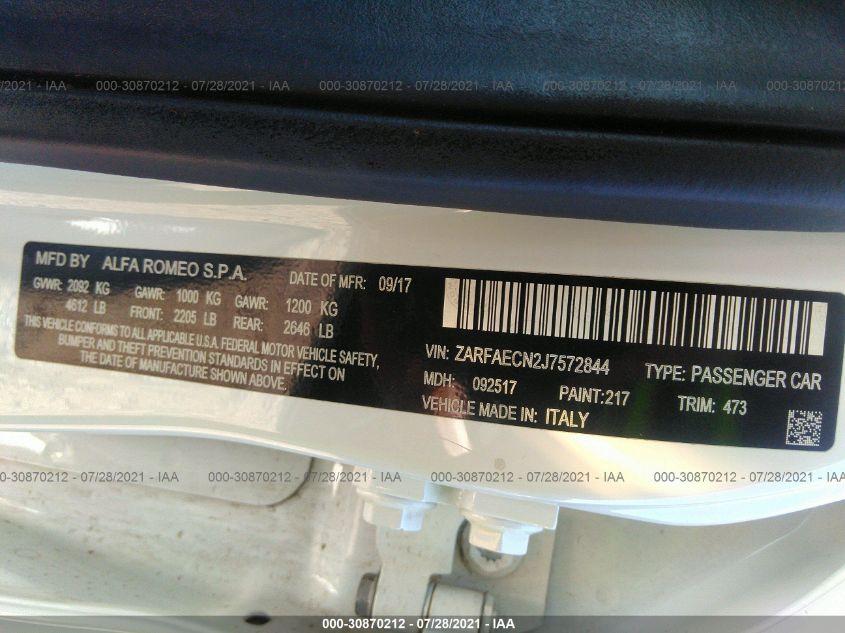 000-30870212 - 07/28/2021 - IAA
MFD BY ALFA ROMEO S.P.A. DATE OF MFR: 09/17
GVWR: 2092 KG GAWR: 1000 KG GAWR: 1200 KG
4612 LB FRONT: 2205 LB REAR: 2646 LB
THIS VEHICLE CONFORMS TO ALL APPLICABLE U.S.A. FEDERAL MOTOR VEHICLE SAFETY,
BUMPER AND THEFT PREVENTION STANDARDS IN EFFECT ON
THE DATE OF MANUFACTURE SHOWN ABOVE.
VIN: ZARFAECN2J7572844 TYPE: PASSENGER CAR
MDH: 092517 PAINT:217 TRIM: 473
VEHICLE MADE IN: ITALY
000-30870212 - 07/28/2021 - IAA
000-30870212 - 07/28/2021 - IAA